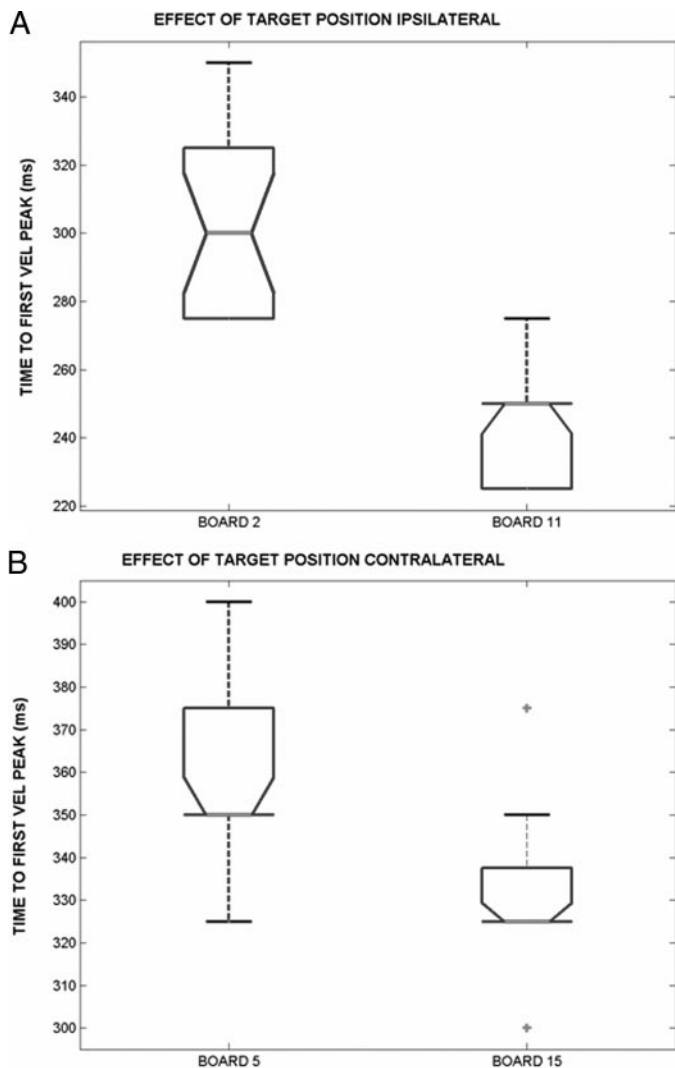 A
EFFECT OF TARGET POSITION IPSILATERAL
TIME TO FIRST VEL PEAK (ms)
340
320
300
280
260
240
220
BOARD 2 BOARD 11
B
EFFECT OF TARGET POSITION CONTRALATERAL
TIME TO FIRST VEL PEAK (ms)
400
390
380
370
360
350
340
330
320
310
300
BOARD 5 BOARD 15